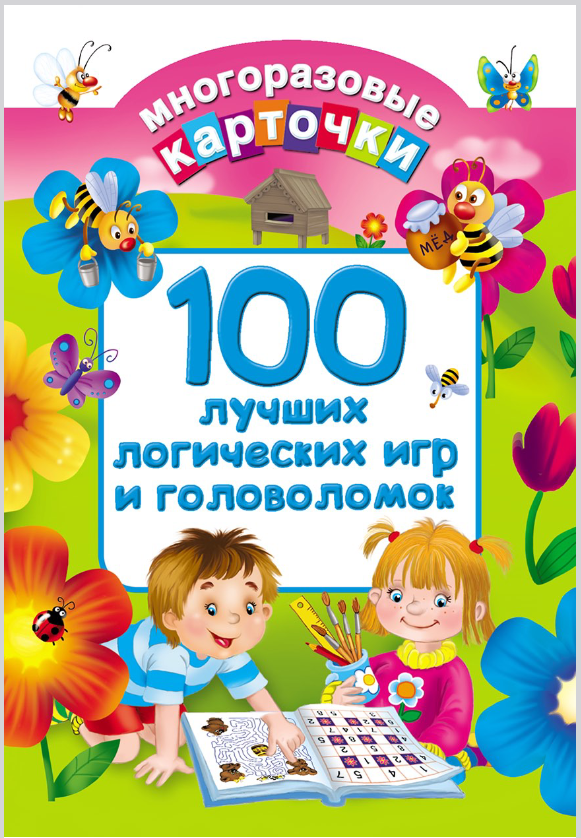 многоразовые
карточки
МЁД
100
лучших
логических игр
и головоломок